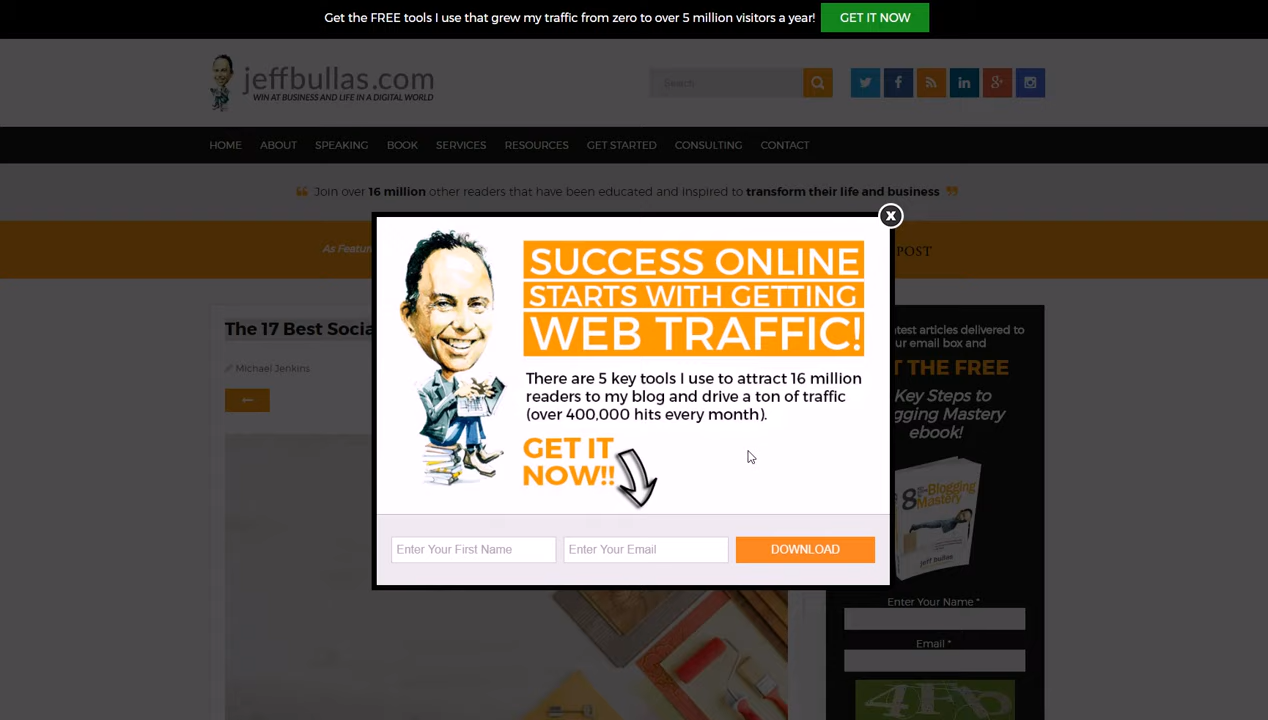 Get the FREE tools I use that grew my traffic from zero to over 5 million visitors a year! GET IT NOW
jeffbullas.com
WIN AT BUSINESS AND LIFE IN A DIGITAL WORLD
Search
HOME ABOUT SPEAKING BOOK SERVICES RESOURCES GET STARTED CONSULTING CONTACT
Join over 16 million other readers that have been educated and inspired to transform their life and business
POST
The 17 Best
Michael Jenkins
SUCCESS ONLINE
STARTS WITH GETTING
WEB TRAFFIC!
There are 5 key tools I use to attract 16 million
readers to my blog and drive a ton of traffic
(over 400,000 hits every month).
GET IT
NOW!!
Enter Your First Name Enter Your Email DOWNLOAD
articles delivered to
email box and
THE FREE
Key Steps to
Mastery
ebook!
8
Blogging
Mastery
jeff bullas
Enter Your Name *
Email *